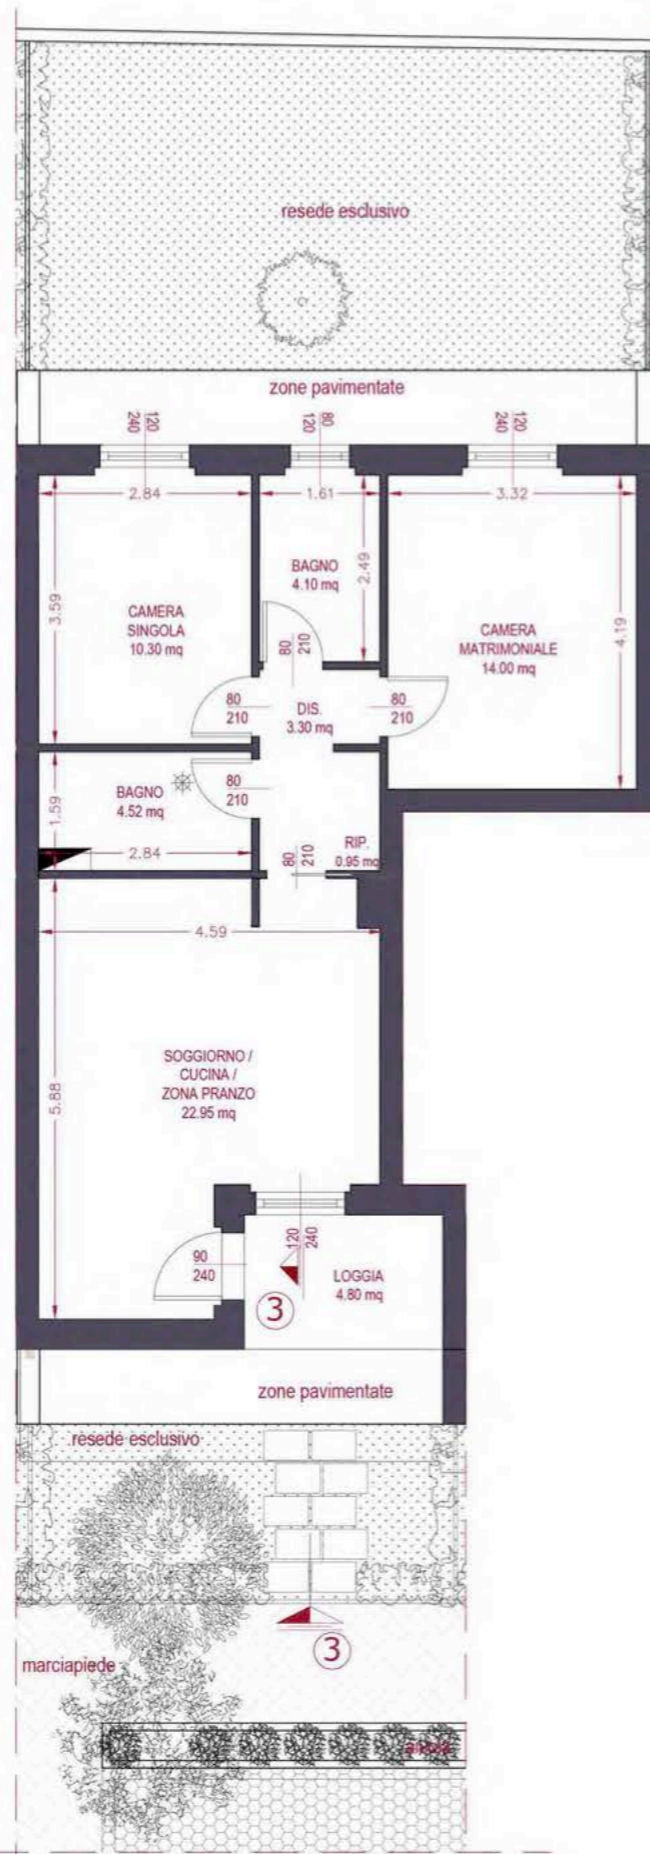 resede esclusivo
zone pavimentate
120
240
80
120
120
240
2.84
1.61
3.32
3.59
BAGNO
4.10 mq
2.49
CAMERA
SINGOLA
10.30 mq
CAMERA
MATRIMONIALE
14.00 mq
4.19
80
210
80
210
DIS.
3.30 mq
80
210
1.59
BAGNO
4.52 mq
80
210
2.84
80
210
RIP.
0.95 mq
4.59
5.88
SOGGIORNO /
CUCINA /
ZONA PRANZO
22.95 mq
120
240
90
240
LOGGIA
4.80 mq
3
zone pavimentate
resede esclusivo
3
marciapiede